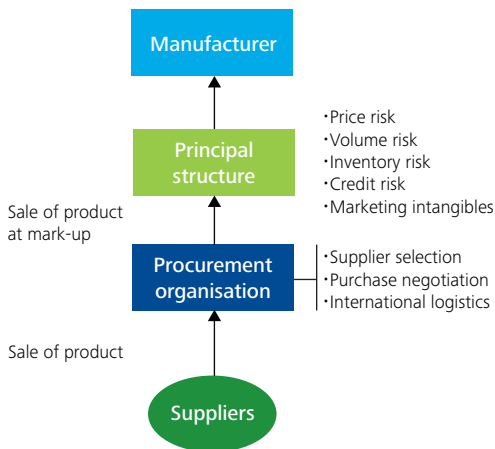 Manufacturer
Principal
structure
·Price risk
·Volume risk
·Inventory risk
·Credit risk
·Marketing intangibles
Sale of product
at mark-up
Procurement
organisation
·Supplier selection
·Purchase negotiation
·International logistics
Sale of product
Suppliers